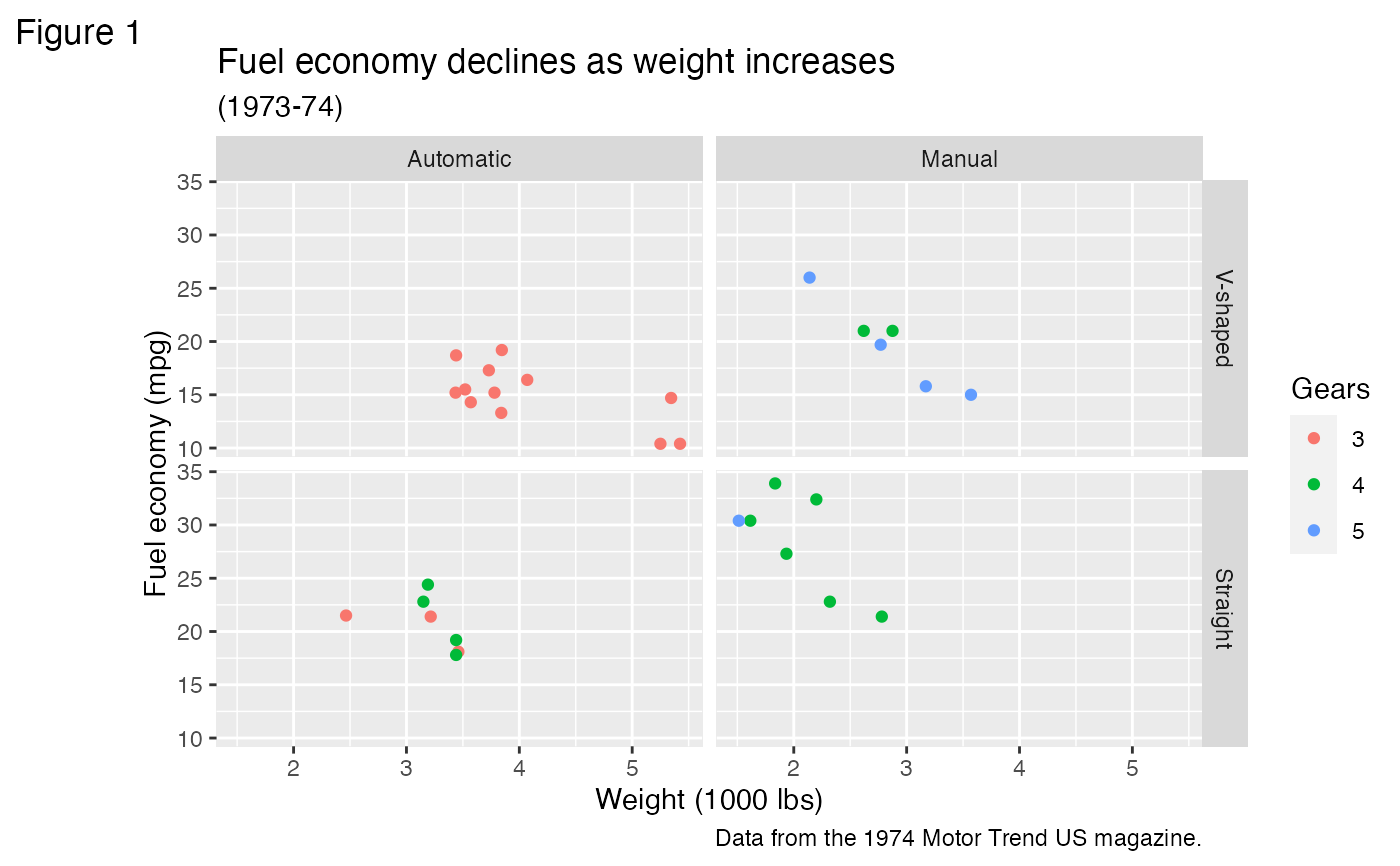 Figure 1
Fuel economy declines as weight increases
(1973-74)
Automatic
Manual
35
30
25
20
15
10
V-shaped
Fuel economy (mpg)
35
30
25
20
15
10
Straight
2 3 4 5
2 3 4 5
Weight (1000 lbs)
Data from the 1974 Motor Trend US magazine.
Gears
3
4
5